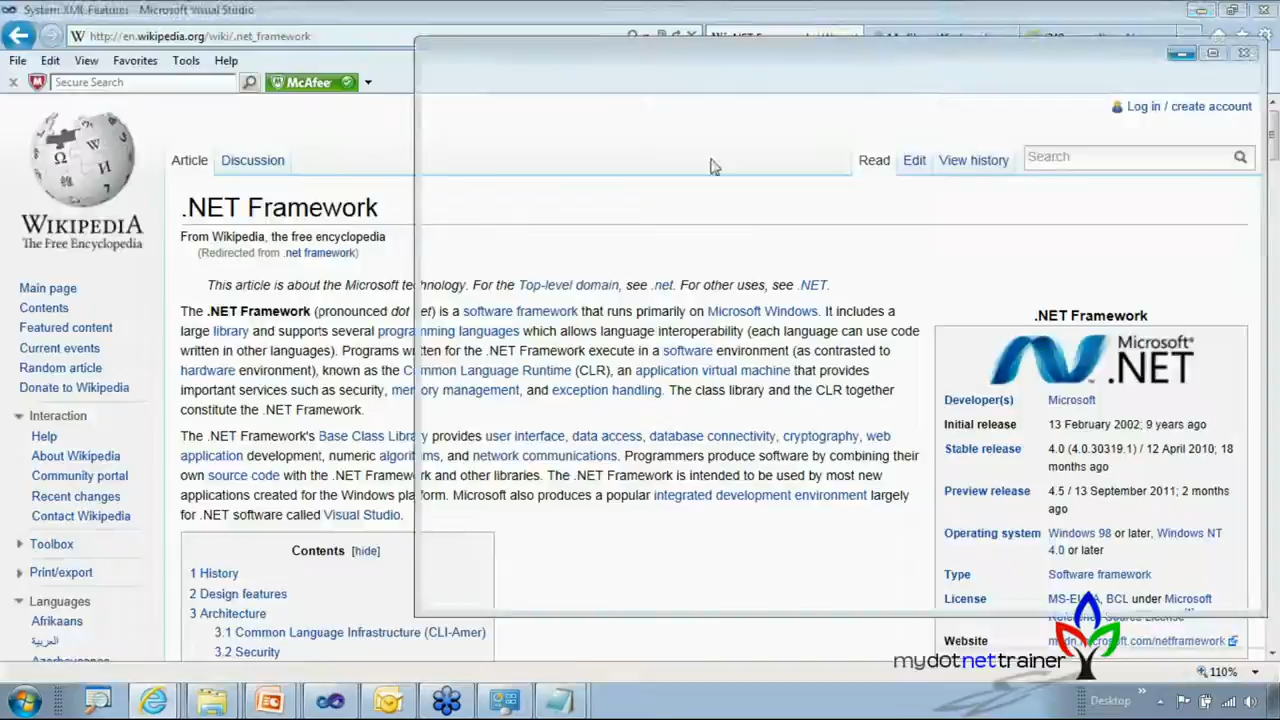 System.XML.Features - Microsoft Visual Studio
http://en.wikipedia.org/wiki/.net_framework
File Edit View Favorites Tools Help
Secure Search McAfee
Log in / create account
Article Discussion Read Edit View history Search
WIKIPEDIA
The Free Encyclopedia
Main page
Contents
Featured content
Current events
Random article
Donate to Wikipedia
Interaction
Help
About Wikipedia
Community portal
Recent changes
Contact Wikipedia
Toolbox
Print/export
Languages
Afrikaans
العربية
.NET Framework
From Wikipedia, the free encyclopedia
(Redirected from .net framework)
This article is about the Microsoft technology. For the Top-level domain, see .net. For other uses, see .NET.
The .NET Framework (pronounced dot net) is a software framework that runs primarily on Microsoft Windows. It includes a
large library and supports several programming languages which allows language interoperability (each language can use code
written in other languages). Programs written for the .NET Framework execute in a software environment (as contrasted to
hardware environment), known as the Common Language Runtime (CLR), an application virtual machine that provides
important services such as security, memory management, and exception handling. The class library and the CLR together
constitute the .NET Framework.
The .NET Framework's Base Class Library provides user interface, data access, database connectivity, cryptography, web
application development, numeric algorithms, and network communications. Programmers produce software by combining their
own source code with the .NET Framework and other libraries. The .NET Framework is intended to be used by most new
applications created for the Windows platform. Microsoft also produces a popular integrated development environment largely
for .NET software called Visual Studio.
Contents [hide]
1 History
2 Design features
3 Architecture
3.1 Common Language Infrastructure (CLI-Amer)
3.2 Security
.NET Framework
Microsoft®
.NET
Developer(s) Microsoft
Initial release 13 February 2002; 9 years ago
Stable release 4.0 (4.0.30319.1) / 12 April 2010; 18
months ago
Preview release 4.5 / 13 September 2011; 2 months
ago
Operating system Windows 98 or later, Windows NT
4.0 or later
Type Software framework
License MS-EULA, BCL under Microsoft
Reference Source License
Website msdn.microsoft.com/netframework
mydotnettrainer
110%
Desktop